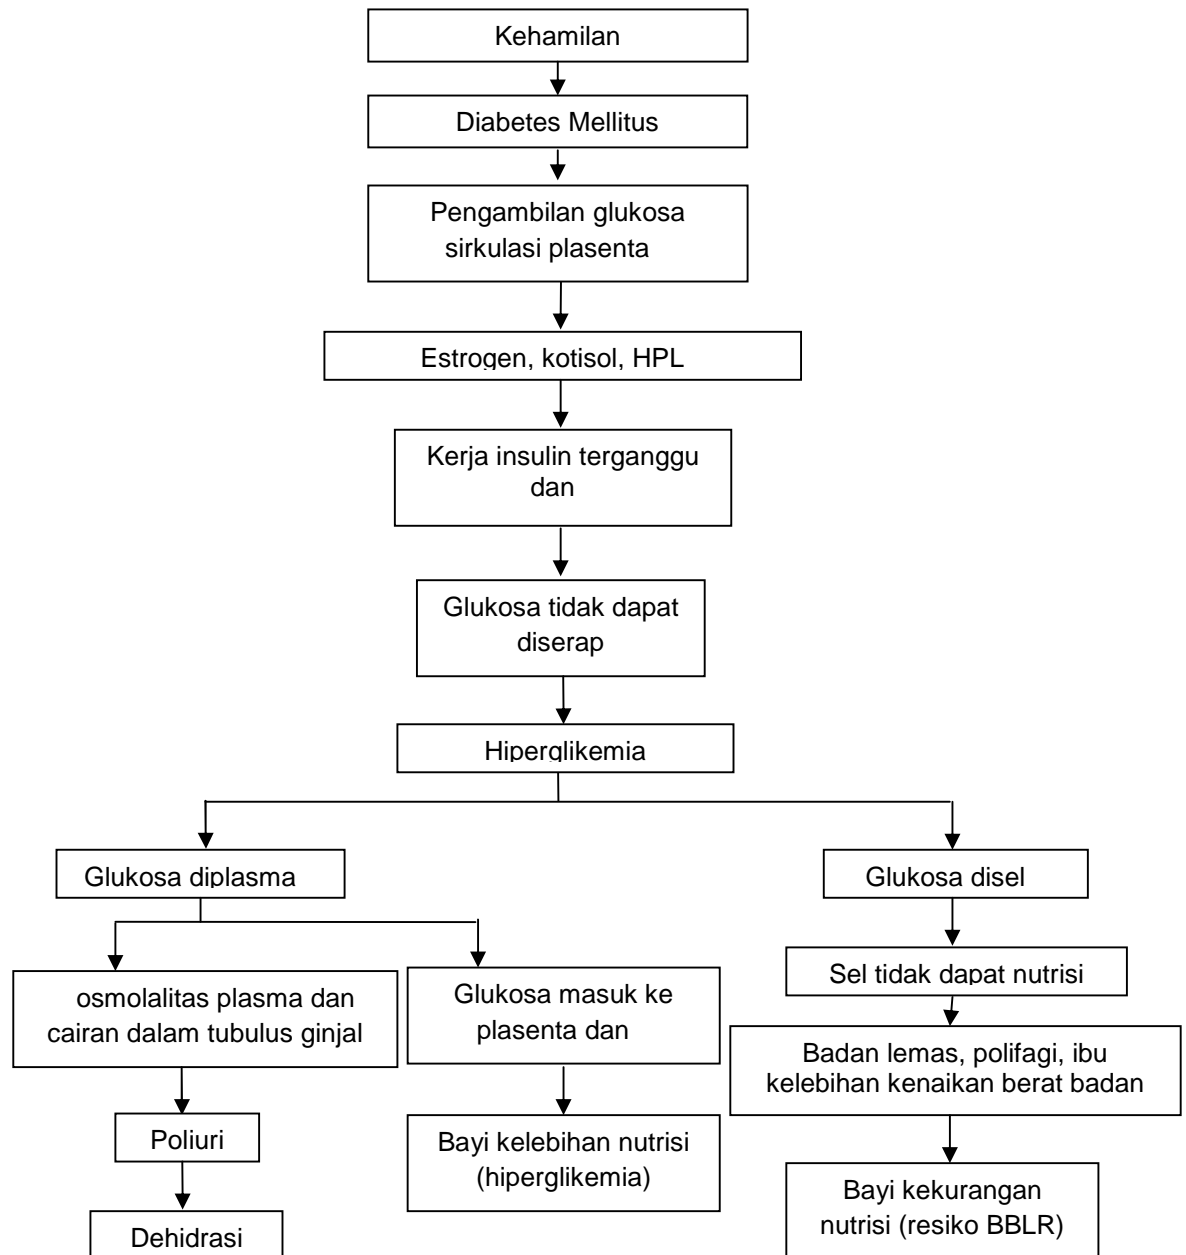 Kehamilan
Diabetes Mellitus
Pengambilan glukosa
sirkulasi plasenta
Estrogen, kotisol, HPL
Kerja insulin terganggu
dan
Glukosa tidak dapat
diserap
Hiperglikemia
Glukosa diplasma
Glukosa disel
osmolalitas plasma dan
cairan dalam tubulus ginjal
Glukosa masuk ke
plasenta dan
Sel tidak dapat nutrisi
Badan lemas, polifagi, ibu
kelebihan kenaikan berat badan
Poliuri
Bayi kelebihan nutrisi
(hiperglikemia)
Bayi kekurangan
nutrisi (resiko BBLR)
Dehidrasi